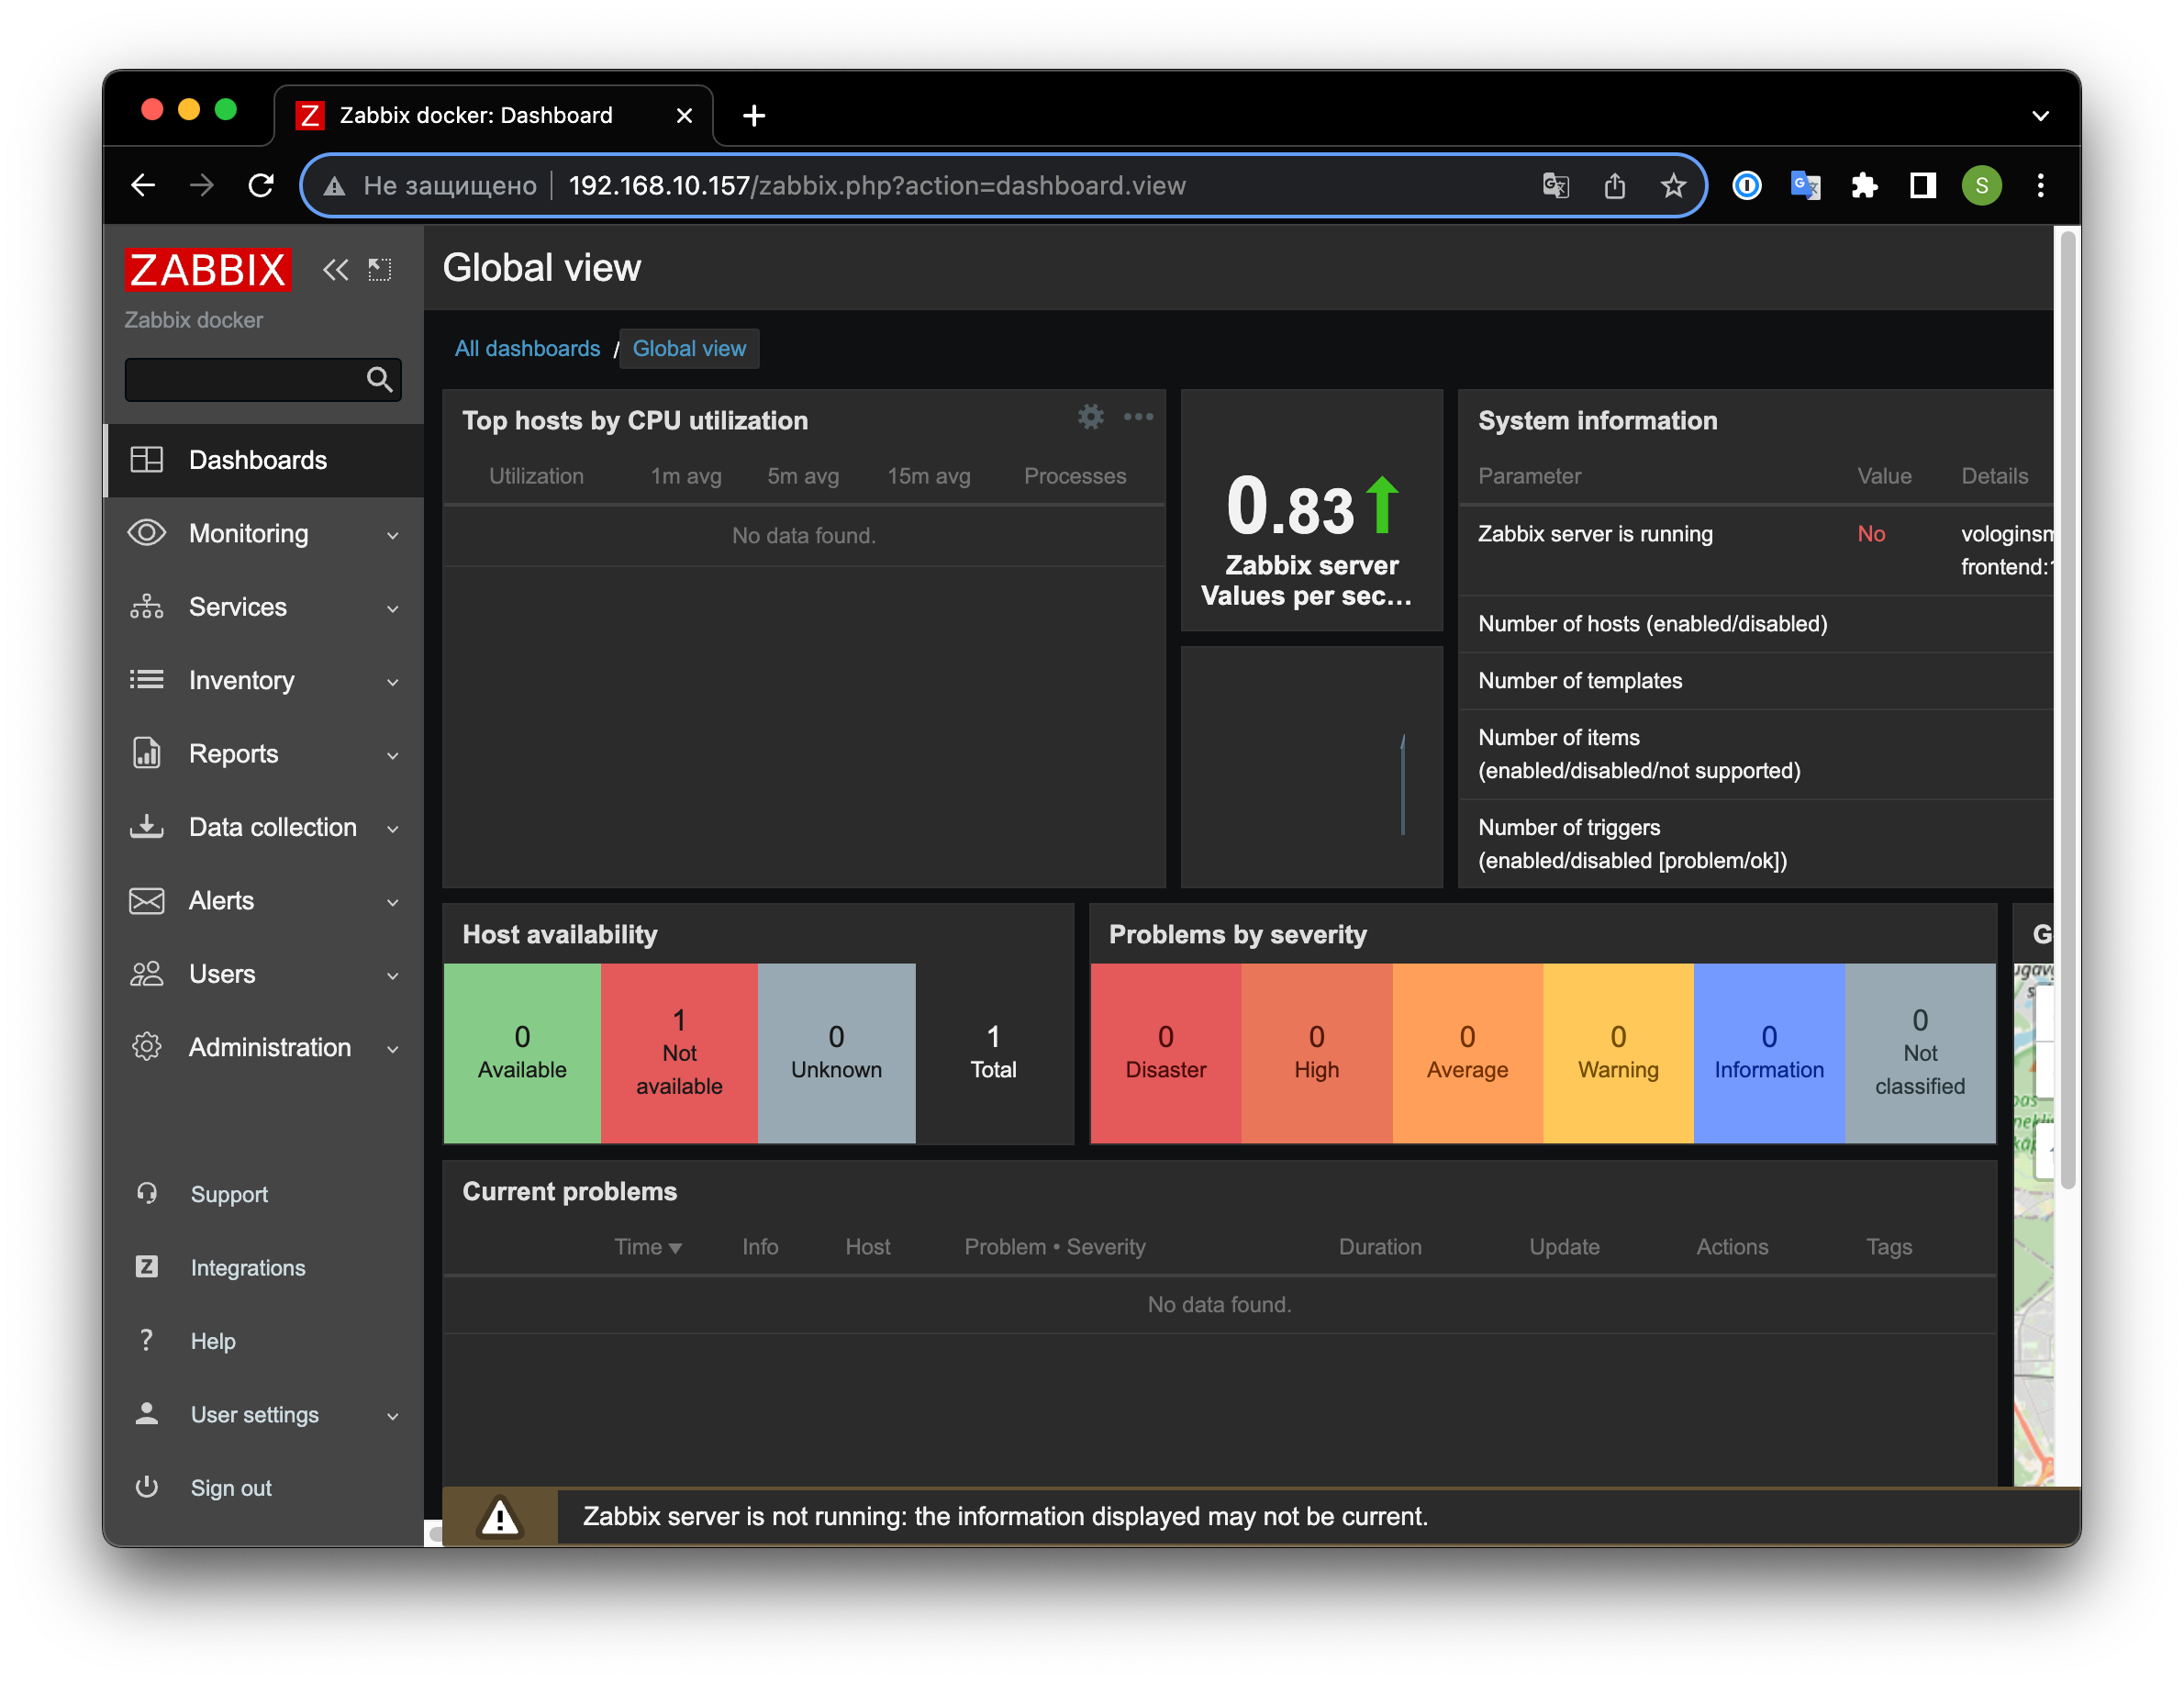 Zabbix docker: Dashboard
Не защищено
192.168.10.157/zabbix.php?action=dashboard.view
S
ZABBIX
Zabbix docker
Dashboards
Monitoring
Services
Inventory
Reports
Data collection
Alerts
Users
Administration
Support
Integrations
Help
User settings
Sign out
Global view
All dashboards / Global view
Top hosts by CPU utilization
Utilization 1m avg 5m avg 15m avg Processes
No data found.
0.83
Zabbix server
Values per sec...
System information
Parameter Value Details
Zabbix server is running No vologinsm
frontend:
Number of hosts (enabled/disabled)
Number of templates
Number of items
(enabled/disabled/not supported)
Number of triggers
(enabled/disabled [problem/ok])
Host availability
0 Available
1 Not
available
0 Unknown
1 Total
Problems by severity
0 Disaster
0 High
0 Average
0 Warning
0 Information
0 Not
classified
Current problems
Time ▼ Info Host Problem • Severity Duration Update Actions Tags
No data found.
Zabbix server is not running: the information displayed may not be current.